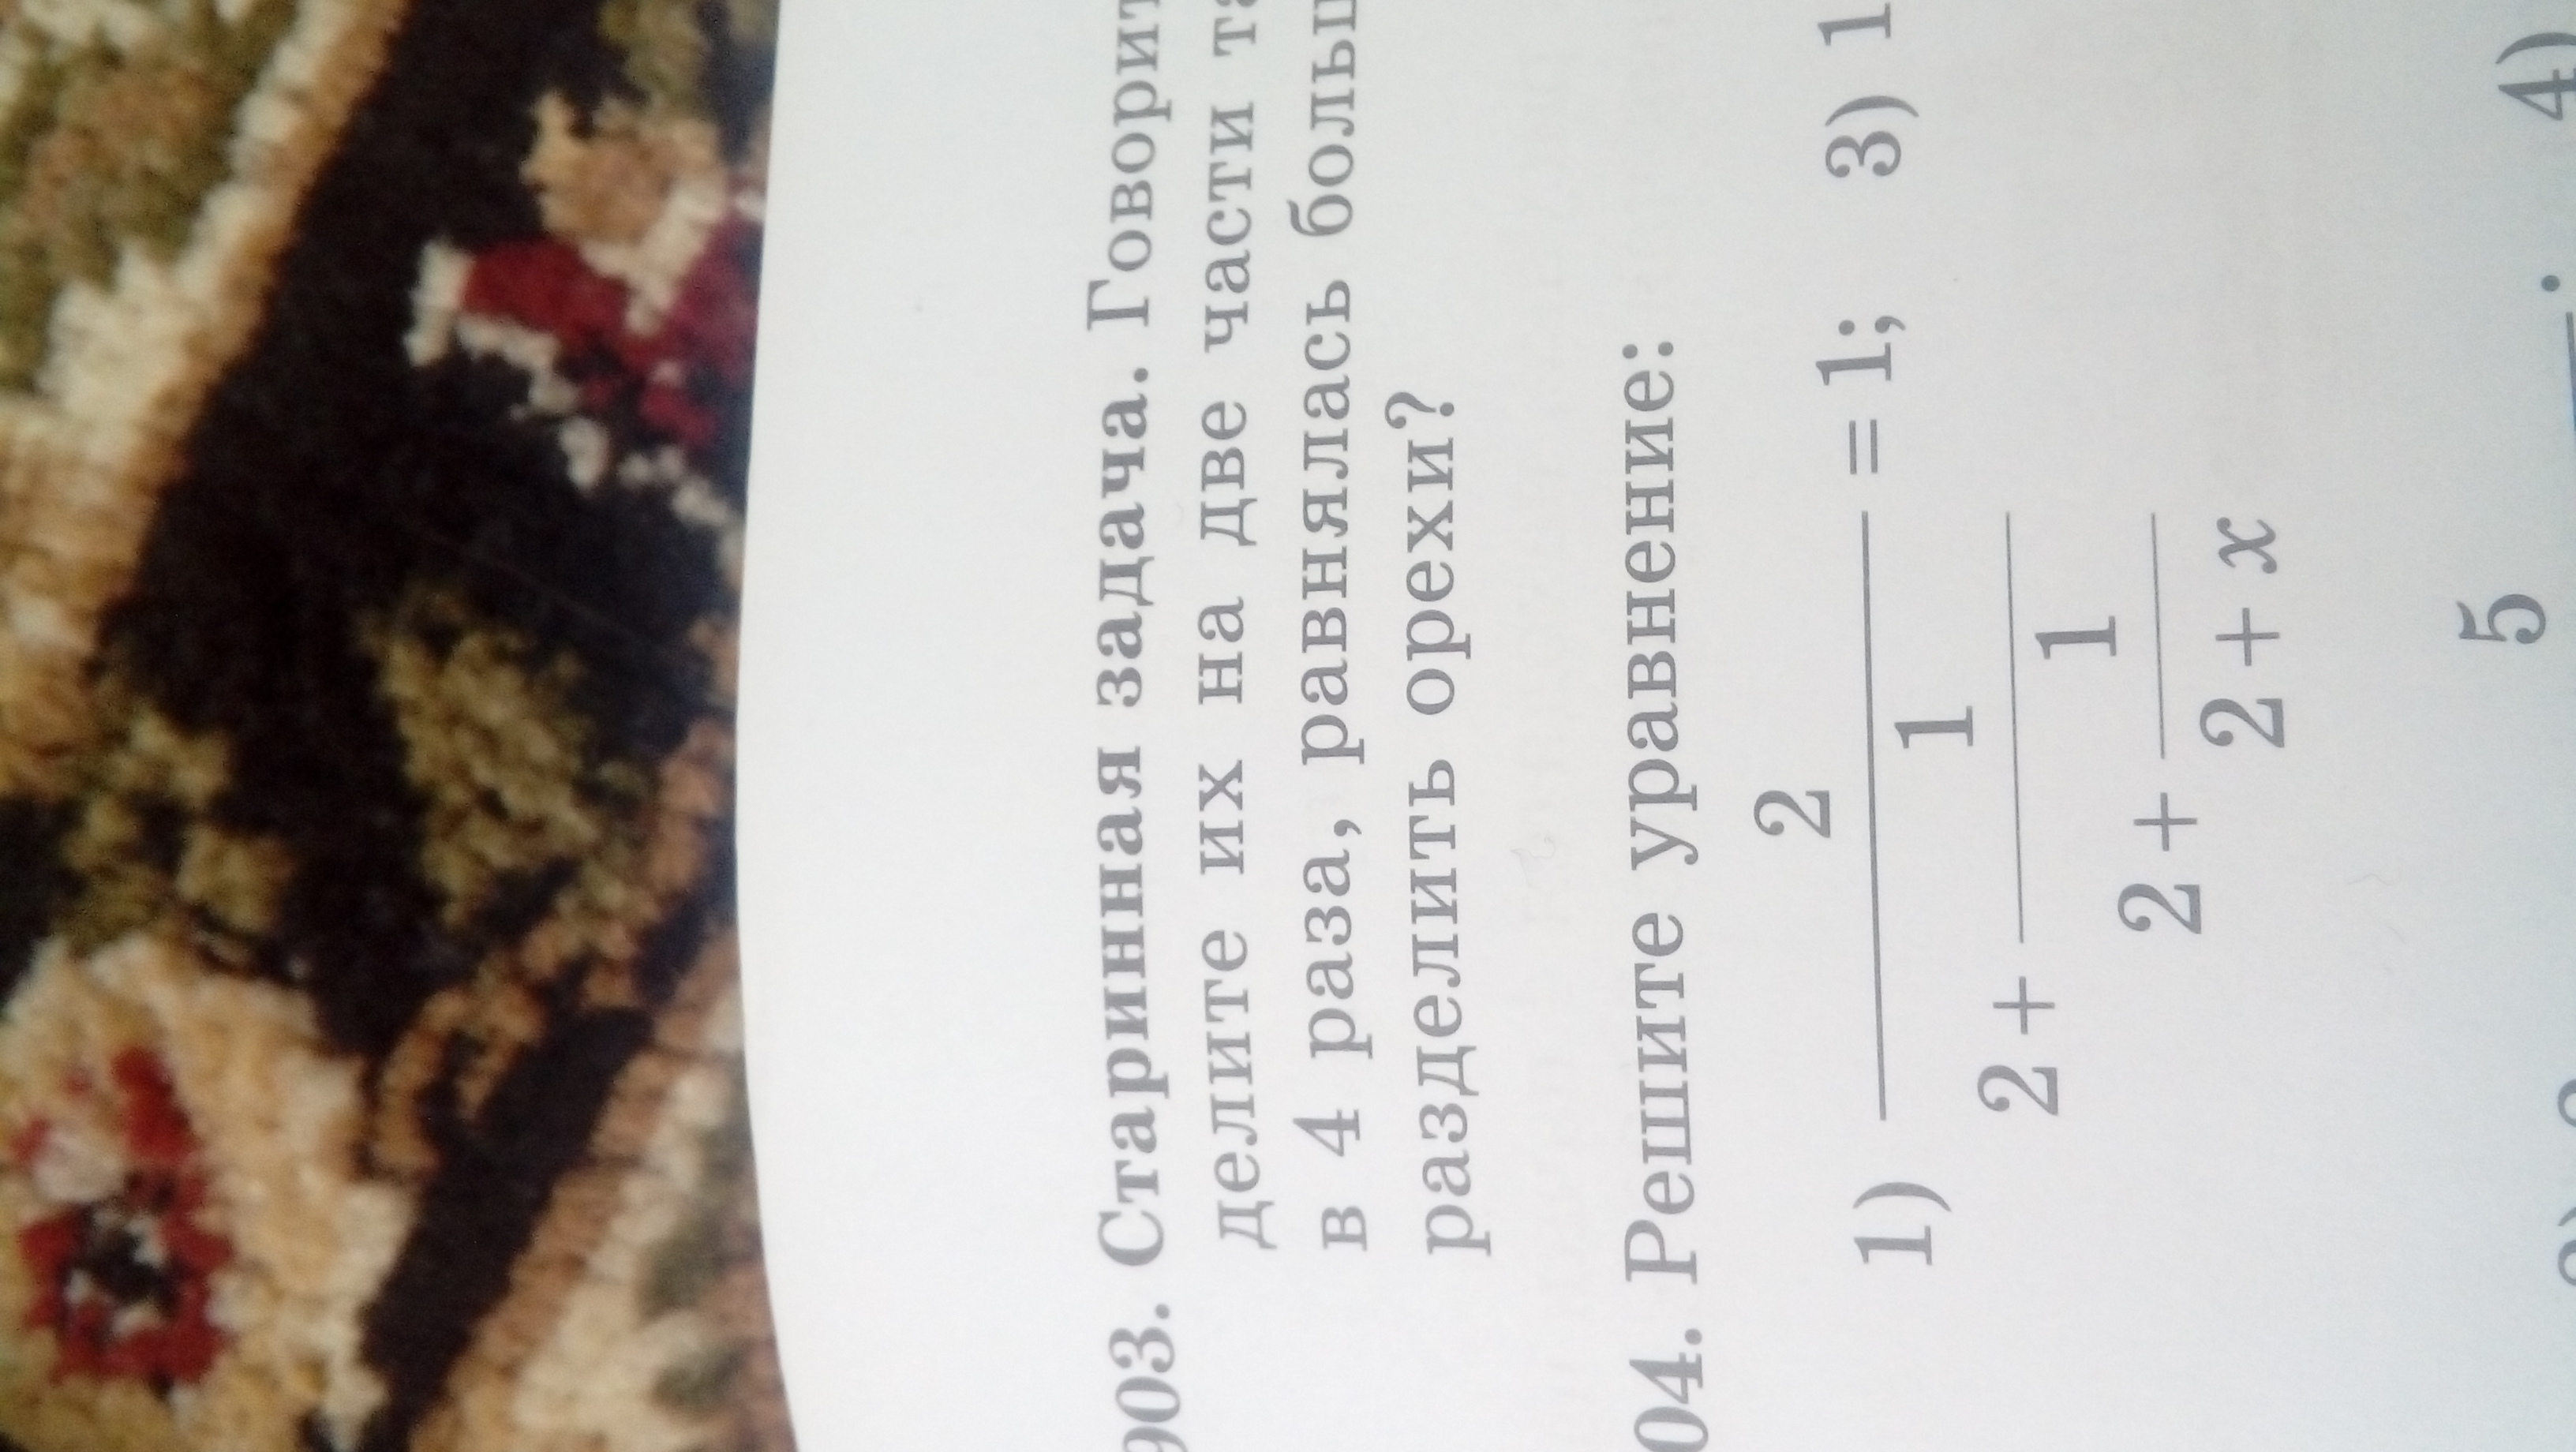 903. Старинная задача. Говорит
делите их на две части та
в 4 раза, равнялась больш
разделить орехи?
04. Решите уравнение:
1) 2 / (2 + 1 / (2 + 1 / (2 + x))) = 1; 3) 1
5 4)